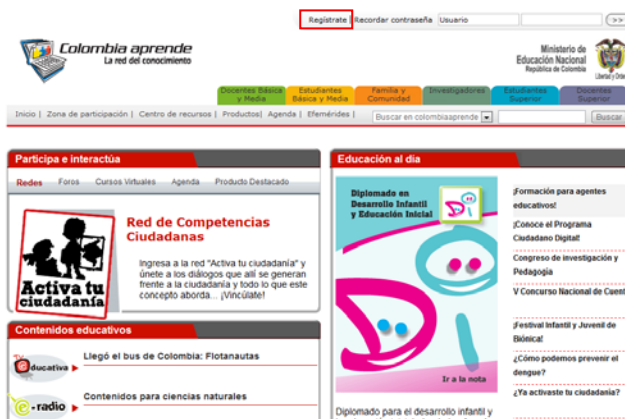 Regístrate | Recordar contraseña Usuario >>
Colombia aprende
La red del conocimiento
Ministerio de
Educación Nacional
República de Colombia
Libertad y Orden
Docentes Básica y Media
Estudiantes Básica y Media
Familia y Comunidad
Investigadores
Estudiantes Superior
Docentes Superior
Inicio | Zona de participación | Centro de recursos | Productos| Agenda | Efemérides | Buscar en colombiaaprende Buscar
Participa e interactúa
Redes Foros Cursos Virtuales Agenda Producto Destacado
Activa tu
ciudadanía
Red de Competencias
Ciudadanas
Ingresa a la red "Activa tu ciudadanía" y
únete a los diálogos que allí se generan
frente a la ciudadanía y todo lo que este
concepto aborda... ¡Vincúlate!
Contenidos educativos
educativa
Llegó el bus de Colombia: Flotanautas
e-radio
Contenidos para ciencias naturales
Educación al día
Diplomado en
Desarrollo Infantil
y Educación Inicial
Di
Di
Ir a la nota
Diplomado para el desarrollo infantil y
¡Formación para agentes
educativos!
¡Conoce el Programa
Ciudadano Digital!
Congreso de investigación y
Pedagogía
V Concurso Nacional de Cuent
¡Festival Infantil y Juvenil de
Biónica!
¿Cómo podemos prevenir el
dengue?
¿Ya activaste tu ciudadanía?